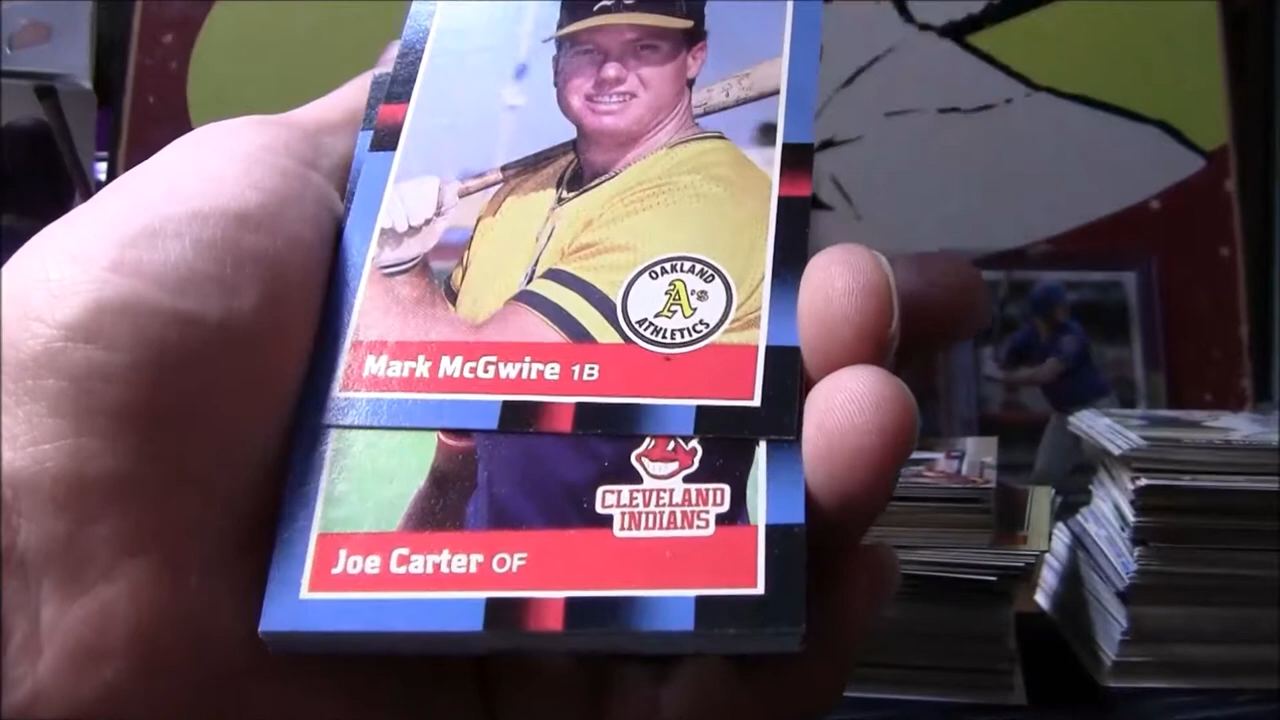 OAKLAND
A's
ATHLETICS
Mark McGwire 1B
CLEVELAND
INDIANS
Joe Carter OF